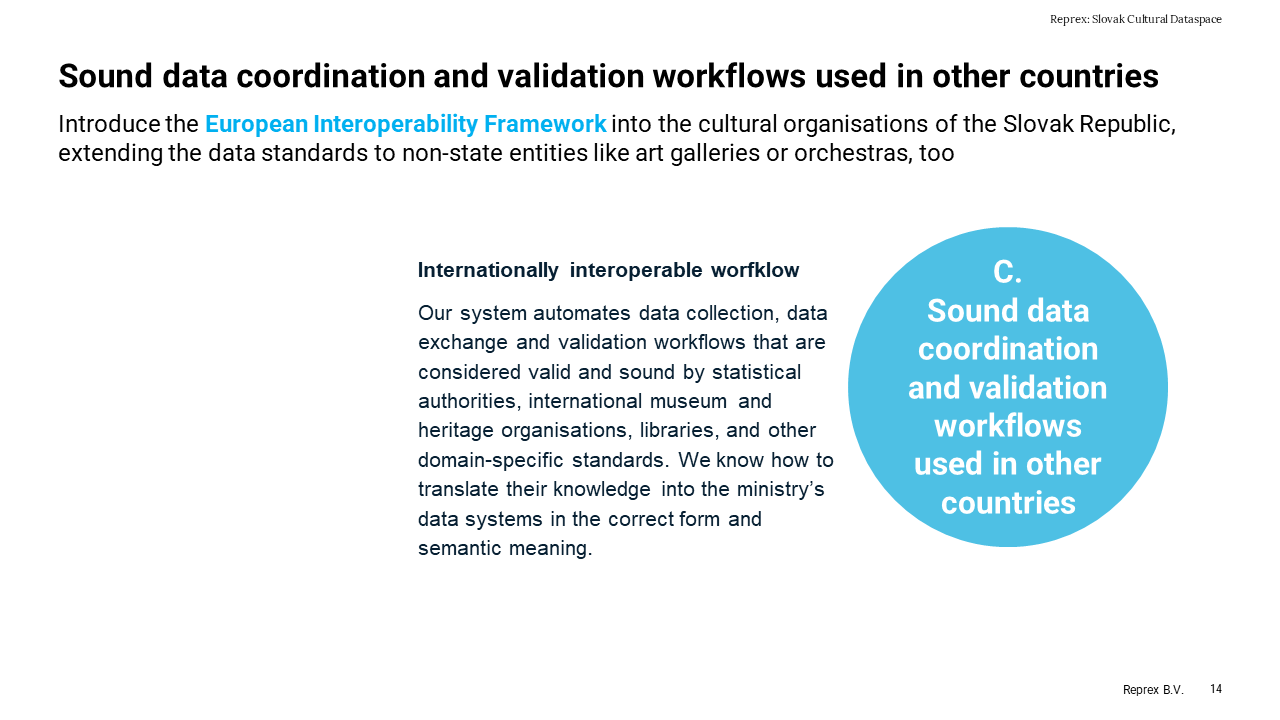 Reprex: Slovak Cultural Dataspace
Sound data coordination and validation workflows used in other countries
Introduce the European Interoperability Framework into the cultural organisations of the Slovak Republic,
extending the data standards to non-state entities like art galleries or orchestras, too
Internationally interoperable worfklow
Our system automates data collection, data
exchange and validation workflows that are
considered valid and sound by statistical
authorities, international museum and
heritage organisations, libraries, and other
domain-specific standards. We know how to
translate their knowledge into the ministry’s
data systems in the correct form and
semantic meaning.
C.
Sound data
coordination
and validation
workflows
used in other
countries
Reprex B.V.
14